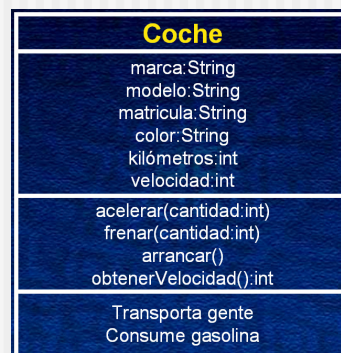 Coche
marca:String
modelo:String
matricula:String
color:String
kilómetros:int
velocidad:int
acelerar(cantidad:int)
frenar(cantidad:int)
arrancar()
obtenerVelocidad():int
Transporta gente
Consume gasolina